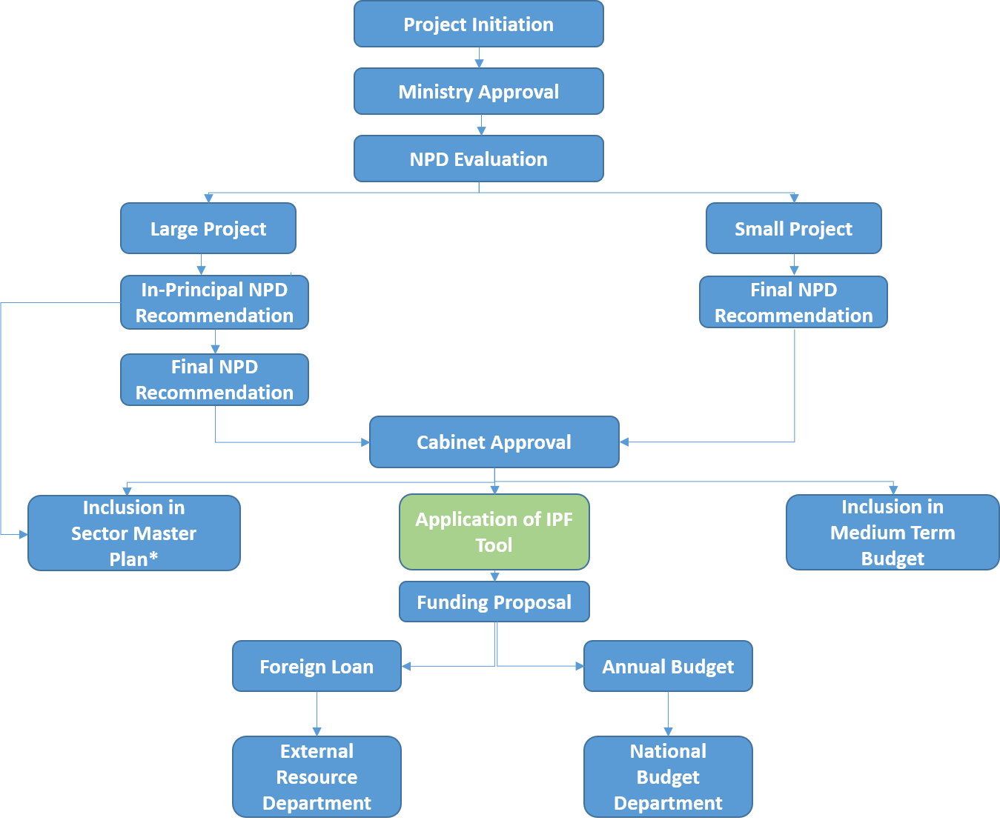 Project Initiation
Ministry Approval
NPD Evaluation
Large Project
Small Project
In-Principal NPD
Recommendation
Final NPD
Recommendation
Final NPD
Recommendation
Cabinet Approval
Inclusion in
Sector Master
Plan*
Application of IPF
Tool
Inclusion in
Medium Term
Budget
Funding Proposal
Foreign Loan
Annual Budget
External
Resource
Department
National
Budget
Department